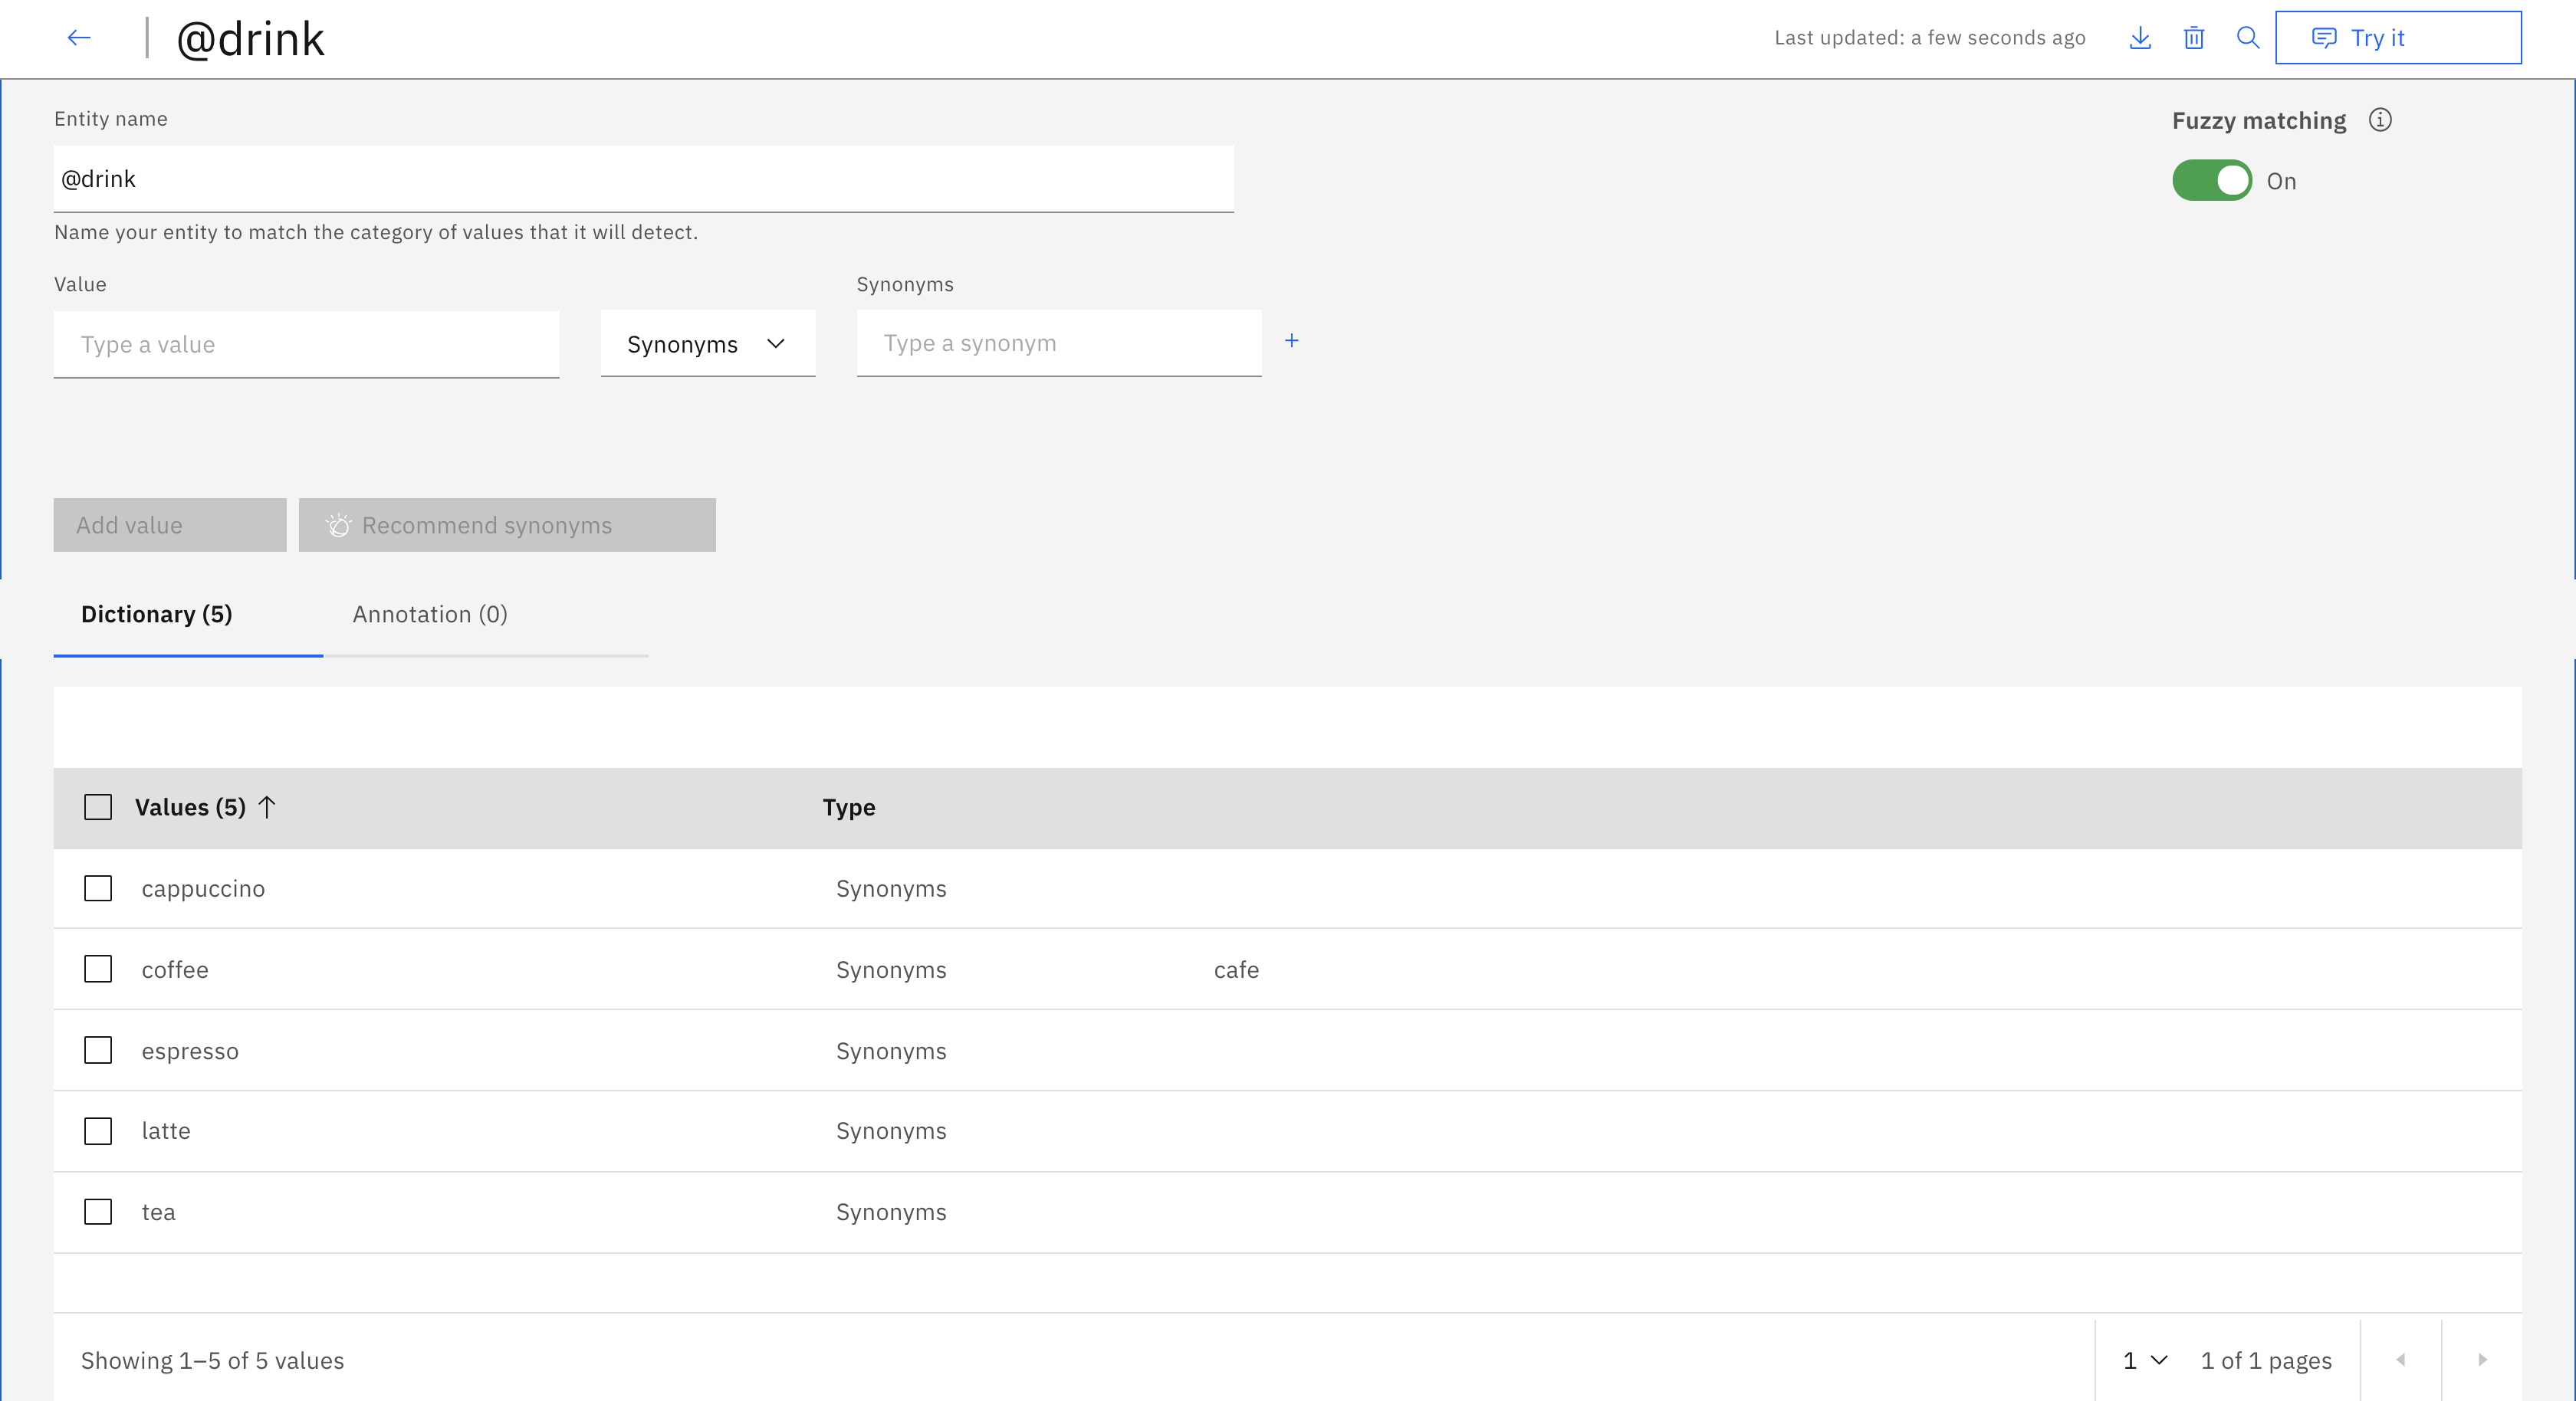 @drink
Last updated: a few seconds ago
Try it
Entity name
Fuzzy matching
@drink
On
Name your entity to match the category of values that it will detect.
Value
Synonyms
Type a value
Synonyms
Type a synonym
Add value
Recommend synonyms
Dictionary (5)
Annotation (0)
Values (5)
Type
cappuccino
Synonyms
coffee
Synonyms
cafe
espresso
Synonyms
latte
Synonyms
tea
Synonyms
Showing 1–5 of 5 values
1
1 of 1 pages